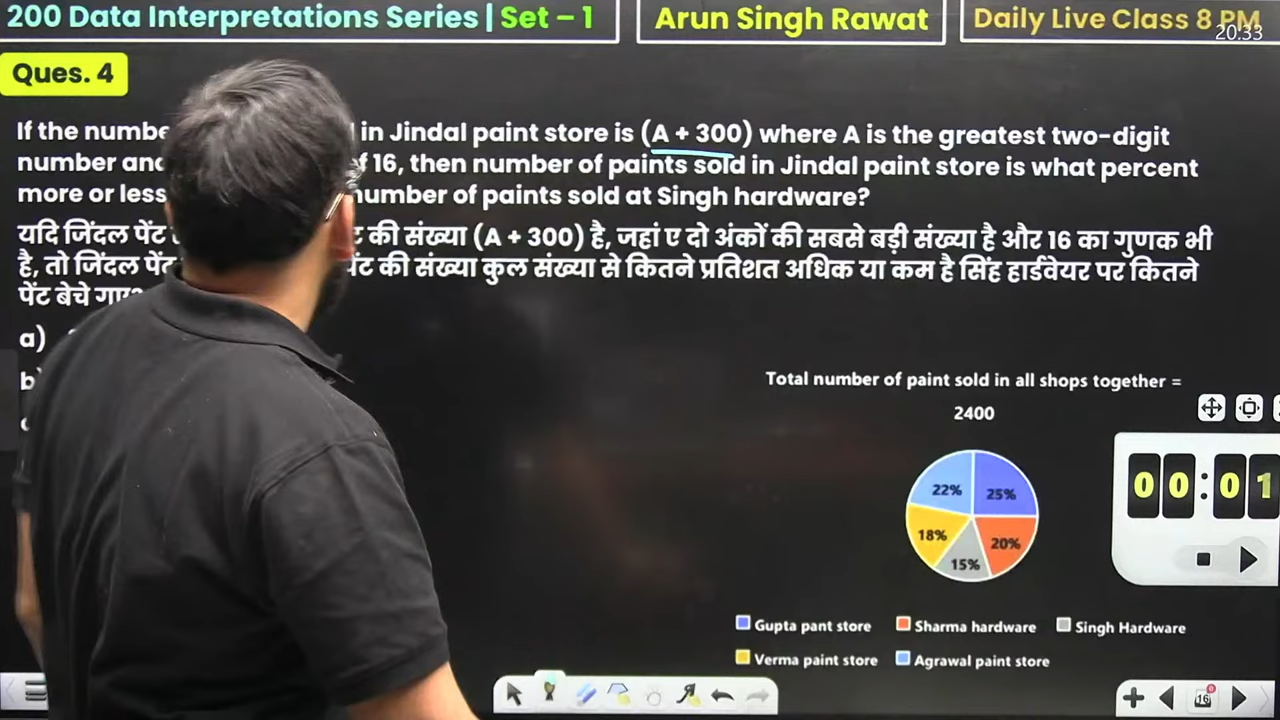 200 Data Interpretations Series | Set – 1
Arun Singh Rawat
Daily Live Class 8 PM
20:33
Ques. 4
If the numbe in Jindal paint store is (A + 300) where A is the greatest two-digit
number and of 16, then number of paints sold in Jindal paint store is what percent
more or less number of paints sold at Singh hardware?
यदि जिंदल पेंट की संख्या (A + 300) है, जहां ए दो अंकों की सबसे बड़ी संख्या है और 16 का गुणक भी
है, तो जिंदल पेंट पेंट की संख्या कुल संख्या से कितने प्रतिशत अधिक या कम है सिंह हार्डवेयर पर कितने
पेंट बेचे गए
a)
b)
Total number of paint sold in all shops together =
2400
22%
25%
18%
20%
15%
00:01
Gupta pant store
Sharma hardware
Singh Hardware
Verma paint store
Agrawal paint store
16